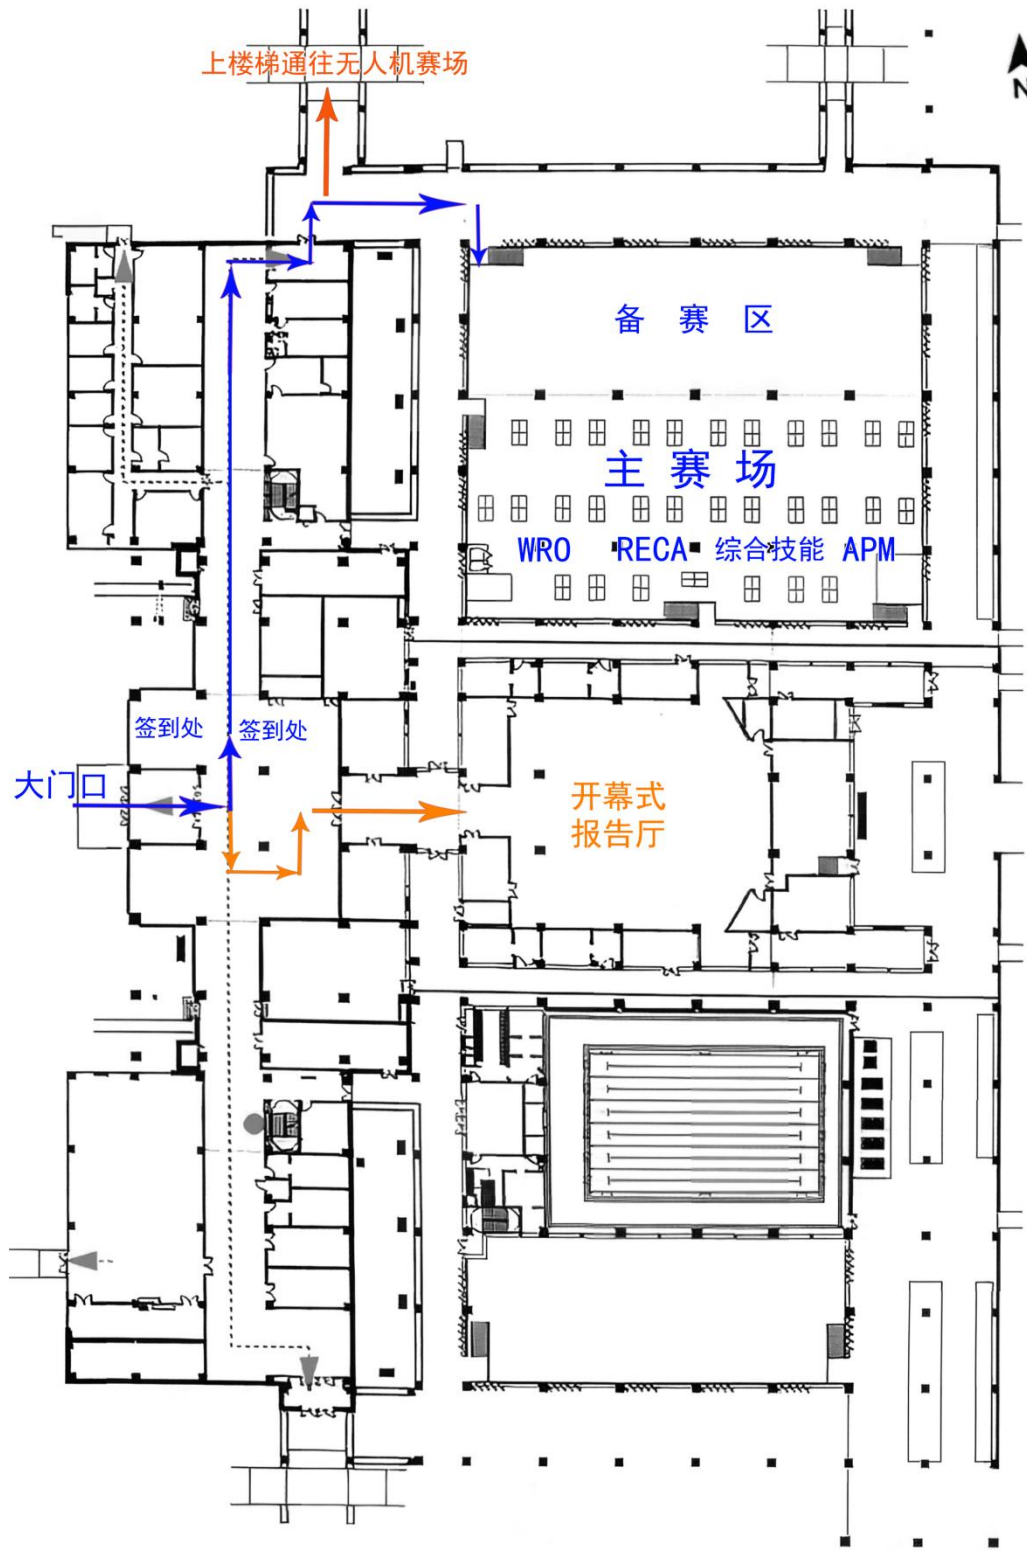 上楼梯通往无人机赛场
N
备 赛 区
主 赛 场
WRO RECA 综合技能 APM
签到处 签到处
大门口
开幕式
报告厅